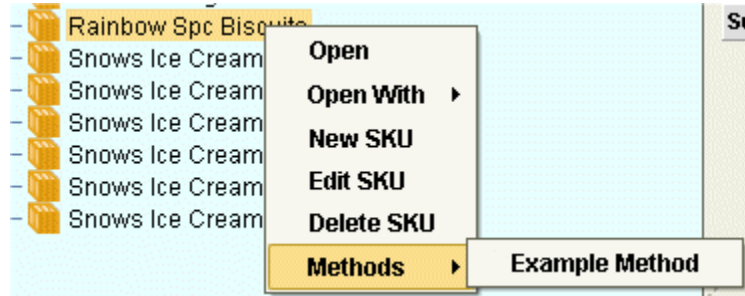 Rainbow Spc Biscuits
Snows Ice Cream
Snows Ice Cream
Snows Ice Cream
Snows Ice Cream
Snows Ice Cream
Snows Ice Cream
Open
Open With
New SKU
Edit SKU
Delete SKU
Methods
Example Method